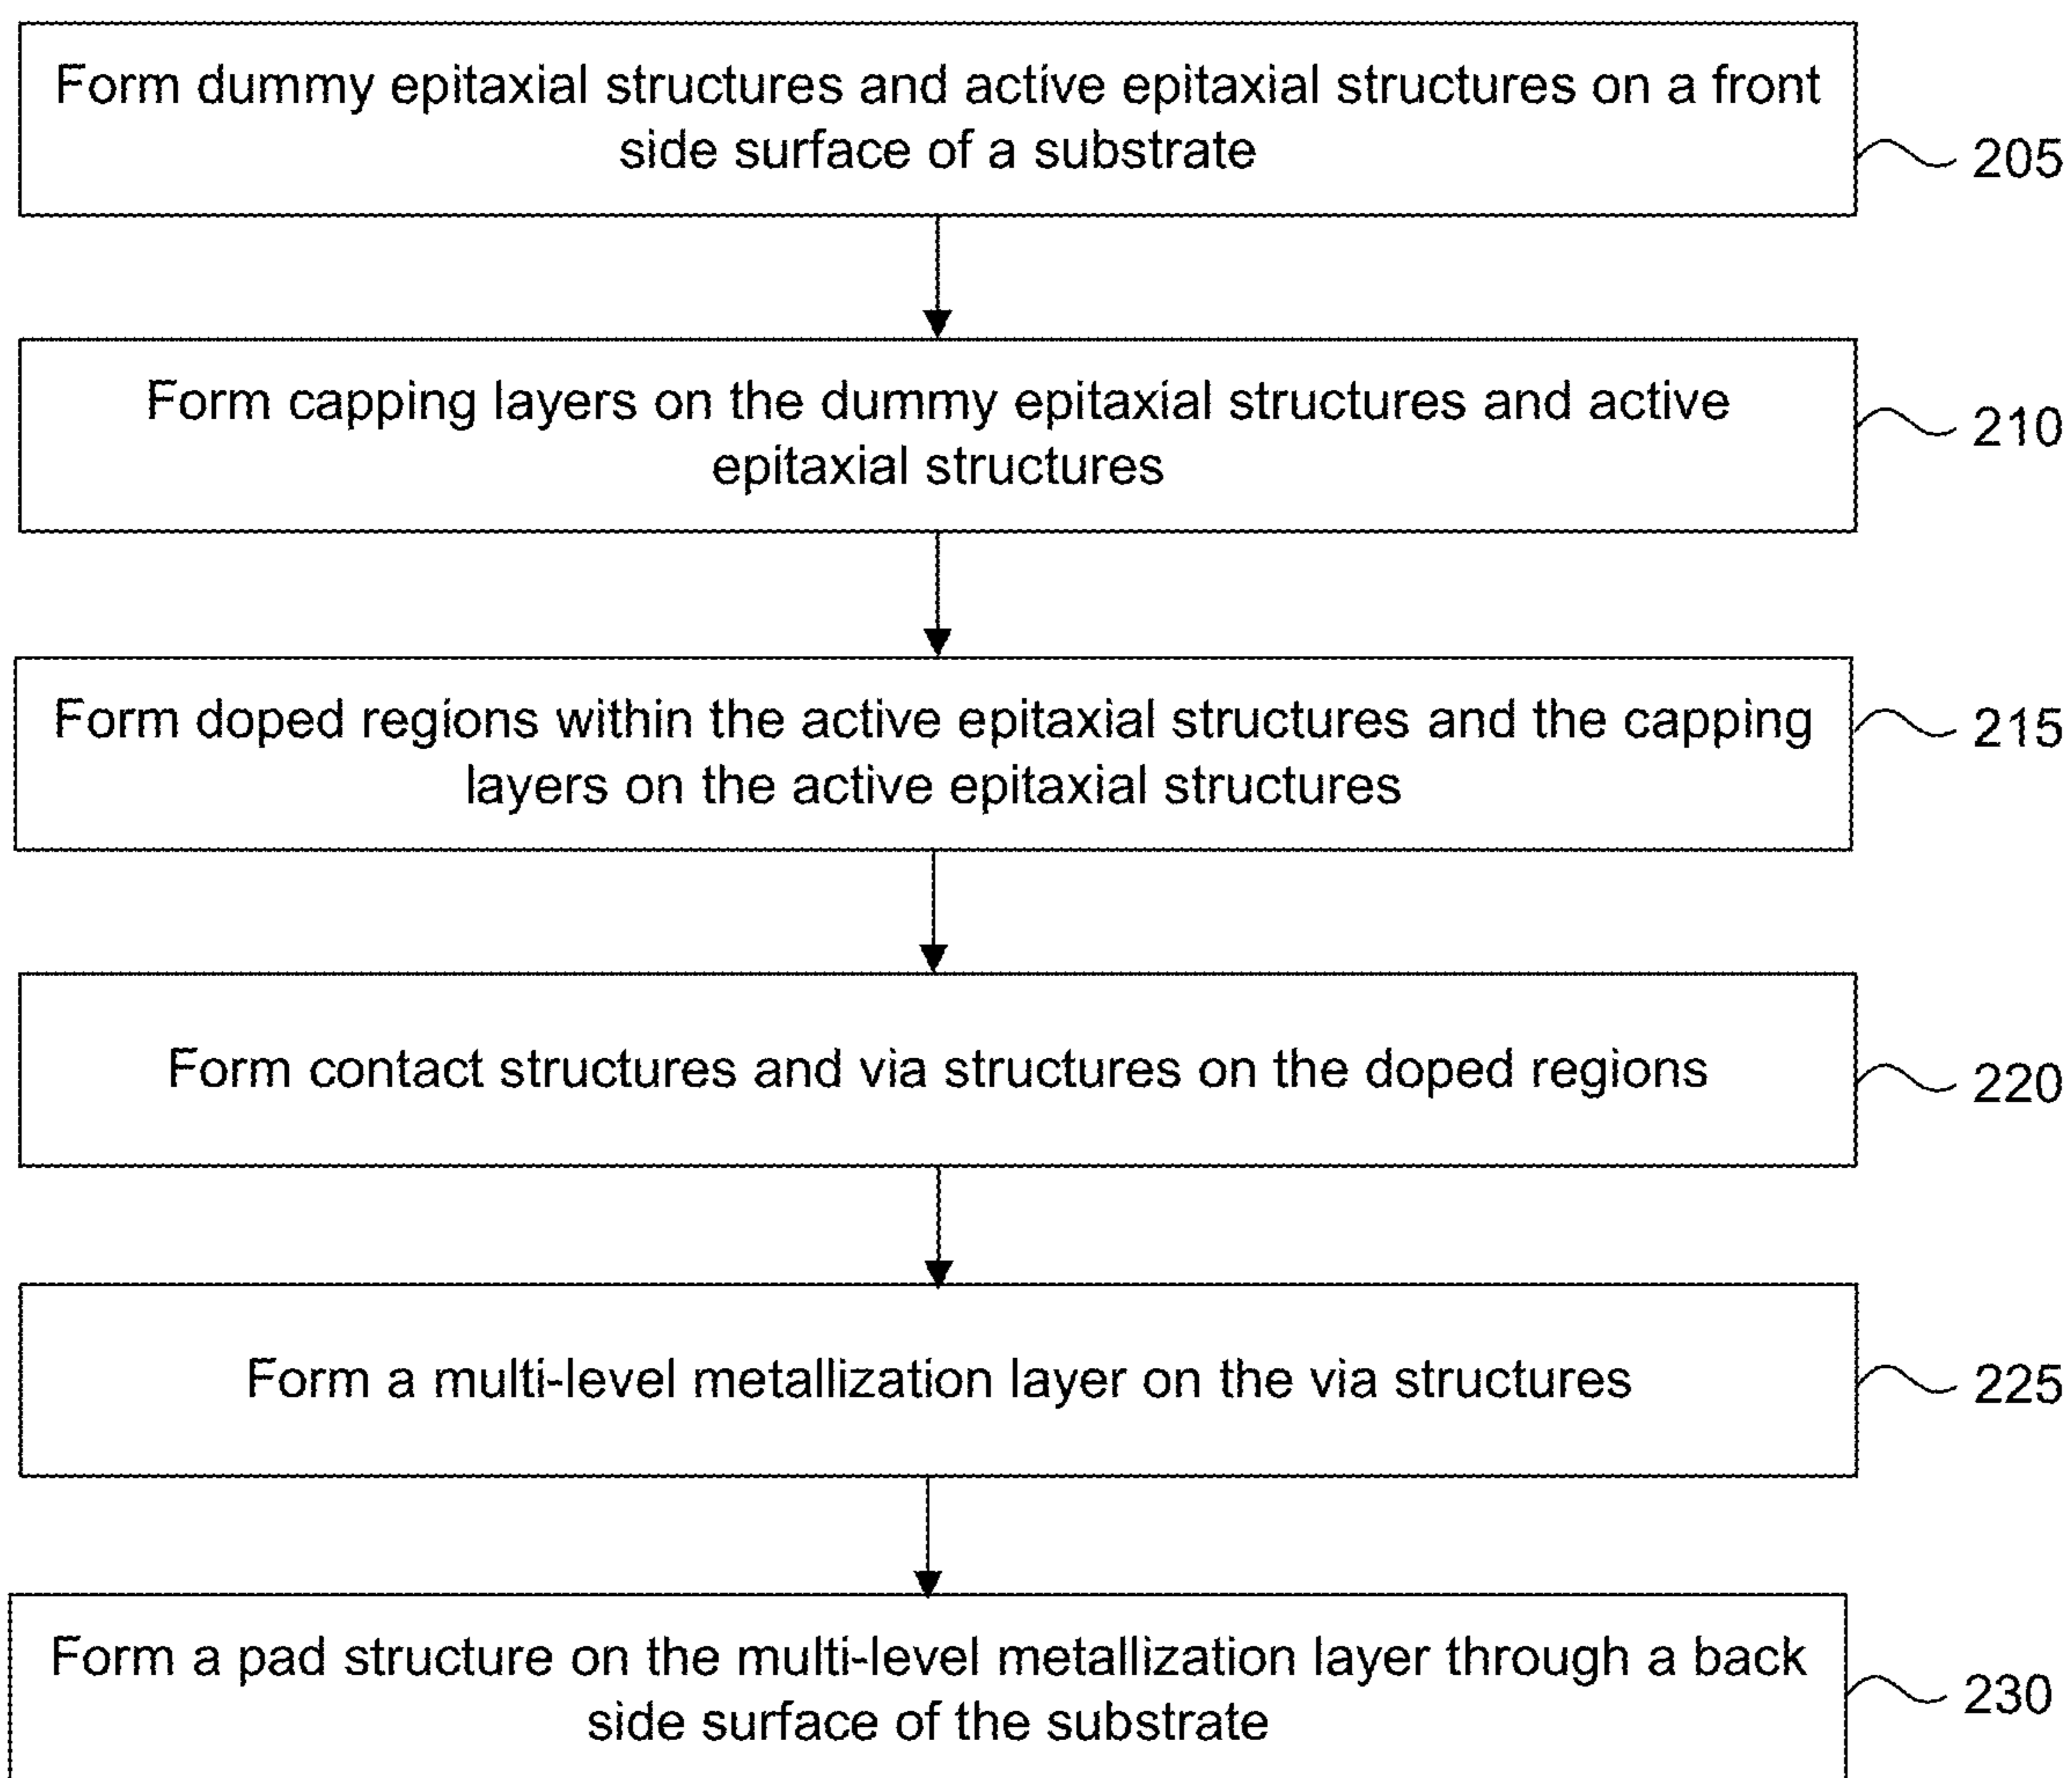 Form dummy epitaxial structures and active epitaxial structures on a front
side surface of a substrate
205
Form capping layers on the dummy epitaxial structures and active
epitaxial structures
210
Form doped regions within the active epitaxial structures and the capping
layers on the active epitaxial structures
215
Form contact structures and via structures on the doped regions
220
Form a multi-level metallization layer on the via structures
225
Form a pad structure on the multi-level metallization layer through a back
side surface of the substrate
230